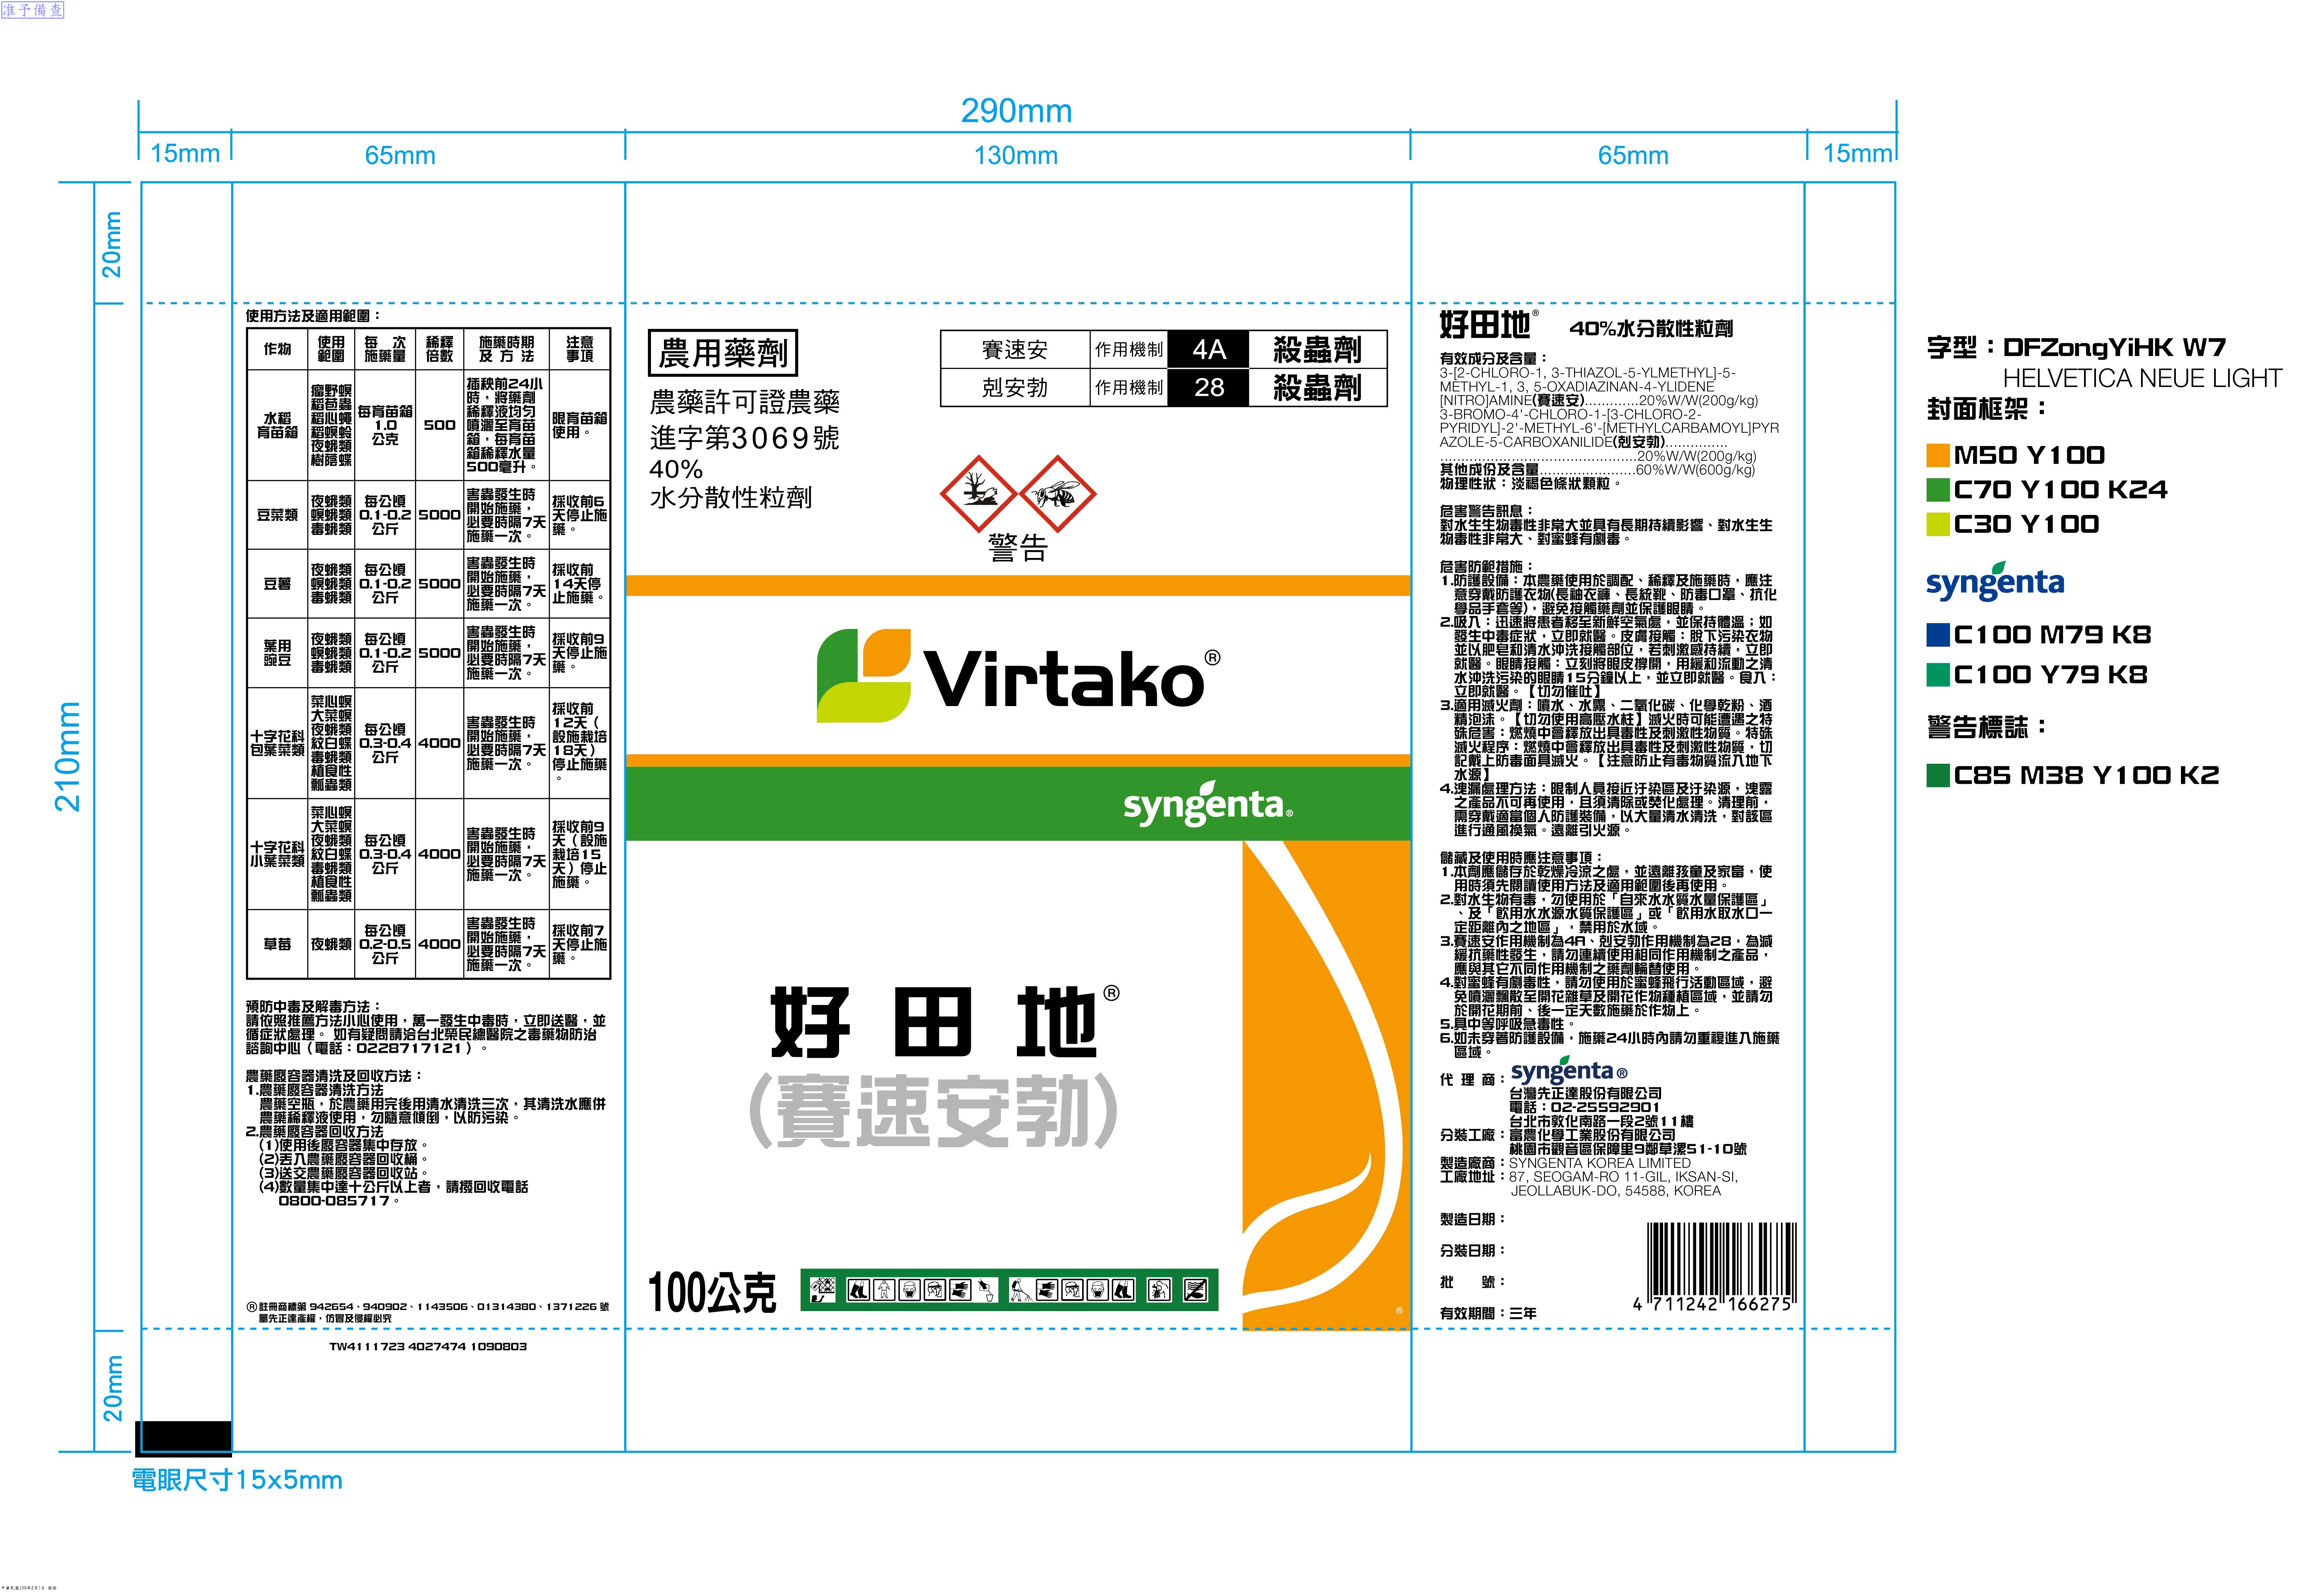 准予備查
290mm
15mm
65mm
130mm
65mm
15mm
20mm
210mm
20mm
使用方法及適用範圍：
作物 使用範圍 每次施藥量 稀釋倍數 施藥時期及方法 注意事項
水稻育苗箱
瘤野螟
稻苞蟲
稻心蠅
稻螟蛉
夜蛾類
樹蔭蝶
每育苗箱
1.0
公克
500
插秧前24小
時，將藥劑
稀釋液均勻
噴灑至育苗
箱，每育苗
箱稀釋水量
500毫升。
限育苗箱
使用。
豆菜類
夜蛾類
螟蛾類
毒蛾類
每公頃
0.1-0.2
公斤
5000
害蟲發生時
開始施藥，
必要時隔7天
施藥一次。
採收前6
天停止施
藥。
豆薯
夜蛾類
螟蛾類
毒蛾類
每公頃
0.1-0.2
公斤
5000
害蟲發生時
開始施藥，
必要時隔7天
施藥一次。
採收前
14天停
止施藥。
葉用
豌豆
夜蛾類
螟蛾類
毒蛾類
每公頃
0.1-0.2
公斤
5000
害蟲發生時
開始施藥，
必要時隔7天
施藥一次。
採收前9
天停止施
藥。
十字花科
包葉菜類
菜心螟
大菜螟
夜蛾類
紋白蝶
毒蛾類
植食性
瓢蟲類
每公頃
0.3-0.4
公斤
4000
害蟲發生時
開始施藥，
必要時隔7天
施藥一次。
採收前
12天（
設施栽培
18天）
停止施藥
。
十字花科
小葉菜類
菜心螟
大菜螟
夜蛾類
紋白蝶
毒蛾類
植食性
瓢蟲類
每公頃
0.3-0.4
公斤
4000
害蟲發生時
開始施藥，
必要時隔7天
施藥一次。
採收前9
天（設施
栽培15
天）停止
施藥。
草莓
夜蛾類
每公頃
0.2-0.5
公斤
4000
害蟲發生時
開始施藥，
必要時隔7天
施藥一次。
採收前7
天停止施
藥。
預防中毒及解毒方法：
請依照推薦方法小心使用，萬一發生中毒時，立即送醫，並
循症狀處理。 如有疑問請洽台北榮民總醫院之毒藥物防治
諮詢中心（電話：0228717121）。
農藥廢容器清洗及回收方法：
1.農藥廢容器清洗方法
農藥空瓶，於農藥用完後用清水清洗三次，其清洗水應併
農藥稀釋液使用，勿隨意傾倒，以防污染。
2.農藥廢容器回收方法
(1)使用後廢容器集中存放。
(2)丟入農藥廢容器回收桶。
(3)送交農藥廢容器回收站。
(4)數量集中達十公斤以上者，請撥回收電話
0800-085717。
®註冊商標第 942654、940902、1143506、01314380、1371226 號
屬先正達產權，仿冒及侵權必究
TW4111723 4027474 1090803
電眼尺寸15x5mm
農用藥劑
農藥許可證農藥
進字第3069號
40%
水分散性粒劑
賽速安 作用機制 4A 殺蟲劑
剋安勃 作用機制 28 殺蟲劑
警告
Virtako®
syngenta®
好田地®
(賽速安勃)
100公克
®
好田地® 40%水分散性粒劑
有效成分及含量：
3-[2-CHLORO-1, 3-THIAZOL-5-YLMETHYL]-5-
METHYL-1, 3, 5-OXADIAZINAN-4-YLIDENE
[NITRO]AMINE(賽速安).............20%W/W(200g/kg)
3-BROMO-4'-CHLORO-1-[3-CHLORO-2-
PYRIDYL]-2'-METHYL-6'-[METHYLCARBAMOYL]PYR
AZOLE-5-CARBOXANILIDE(剋安勃)...............
................................................20%W/W(200g/kg)
其他成份及含量.......................60%W/W(600g/kg)
物理性狀：淡褐色條狀顆粒。
危害警告訊息：
對水生生物毒性非常大並具有長期持續影響、對水生生
物毒性非常大、對蜜蜂有劇毒。
危害防範措施：
1.防護設備：本農藥使用於調配、稀釋及施藥時，應注
意穿戴防護衣物(長袖衣褲、長統靴、防毒口罩、抗化
學品手套等)，避免接觸藥劑並保護眼睛。
2.吸入：迅速將患者移至新鮮空氣處，並保持體溫；如
發生中毒症狀，立即就醫。皮膚接觸：脫下污染衣物
並以肥皂和清水沖洗接觸部位，若刺激感持續，立即
就醫。眼睛接觸：立刻將眼皮撐開，用緩和流動之清
水沖洗污染的眼睛15分鐘以上，並立即就醫。食入：
立即就醫。【切勿催吐】
3.適用滅火劑：噴水、水霧、二氧化碳、化學乾粉、酒
精泡沫。【切勿使用高壓水柱】滅火時可能遭遇之特
殊危害：燃燒中會釋放出具毒性及刺激性物質。特殊
滅火程序：燃燒中會釋放出具毒性及刺激性物質，切
記戴上防毒面具滅火。【注意防止有毒物質流入地下
水源】
4.洩漏處理方法：限制人員接近汙染區及汙染源，洩露
之產品不可再使用，且須清除或焚化處理。清理前，
需穿戴適當個人防護裝備，以大量清水清洗，對該區
進行通風換氣。遠離引火源。
儲藏及使用時應注意事項：
1.本劑應儲存於乾燥冷涼之處，並遠離孩童及家畜，使
用時須先閱讀使用方法及適用範圍後再使用。
2.對水生物有毒，勿使用於「自來水水質水量保護區」
、及「飲用水水源水質保護區」或「飲用水取水口一
定距離內之地區」，禁用於水域。
3.賽速安作用機制為4A、剋安勃作用機制為28，為減
緩抗藥性發生，請勿連續使用相同作用機制之產品，
應與其它不同作用機制之藥劑輪替使用。
4.對蜜蜂有劇毒性，請勿使用於蜜蜂飛行活動區域，避
免噴灑飄散至開花雜草及開花作物種植區域，並請勿
於開花期前、後一定天數施藥於作物上。
5.具中等呼吸急毒性。
6.如未穿著防護設備，施藥24小時內請勿重複進入施藥
區域。
代 理 商：syngenta®
台灣先正達股份有限公司
電話：02-25592901
台北市敦化南路一段2號11樓
分裝工廠：富農化學工業股份有限公司
桃園市觀音區保障里9鄰草漯51-10號
製造廠商：SYNGENTA KOREA LIMITED
工廠地址：87, SEOGAM-RO 11-GIL, IKSAN-SI,
JEOLLABUK-DO, 54588, KOREA
製造日期：
分裝日期：
批 號：
有效期間：三年
4 711242 166275
字型：DFZongYiHK W7
HELVETICA NEUE LIGHT
封面框架：
M50 Y100
C70 Y100 K24
C30 Y100
syngenta
C100 M79 K8
C100 Y79 K8
警告標誌：
C85 M38 Y100 K2